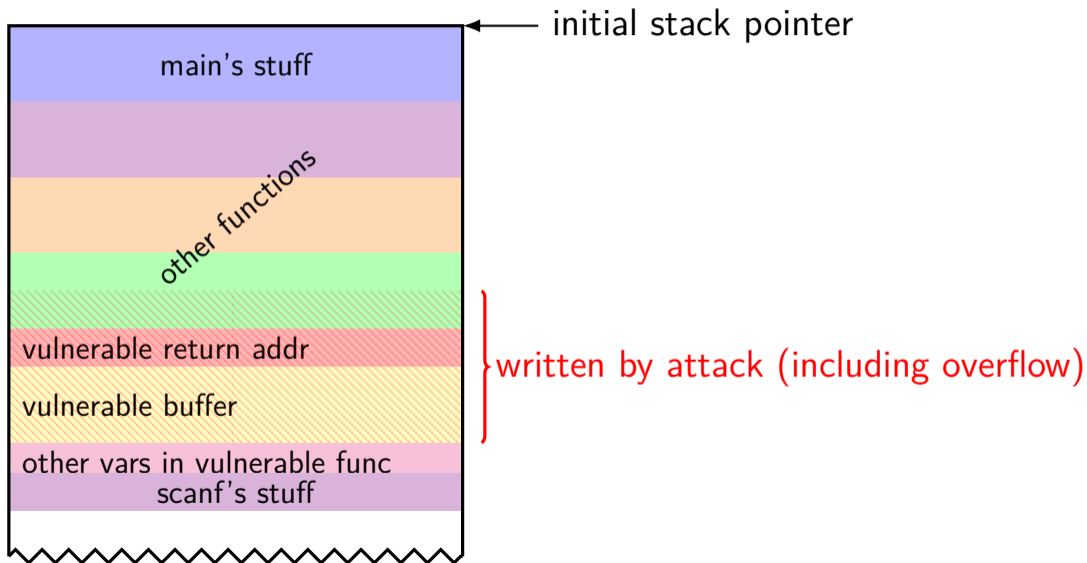 initial stack pointer
main's stuff
other functions
vulnerable return addr
written by attack (including overflow)
vulnerable buffer
other vars in vulnerable func
scanf's stuff